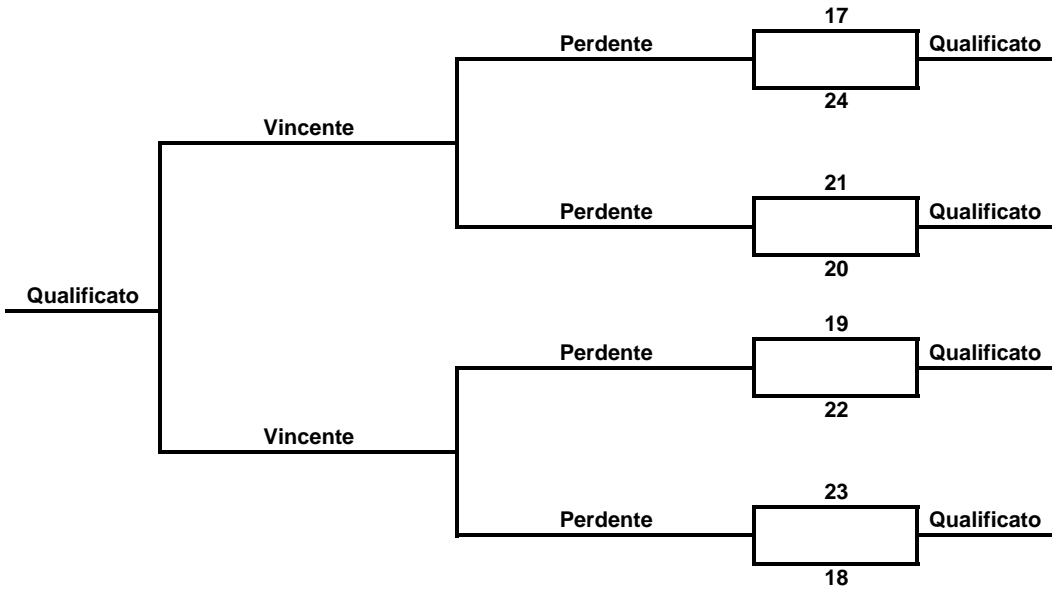 17
Perdente
Qualificato
24
Vincente
21
Perdente
Qualificato
20
Qualificato
19
Perdente
Qualificato
22
Vincente
23
Perdente
Qualificato
18